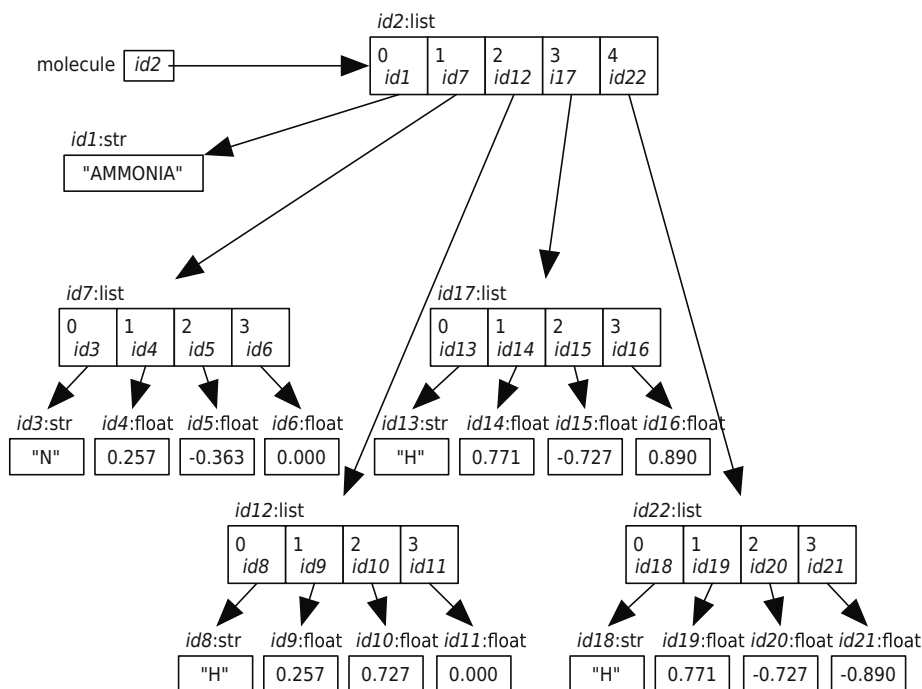 id2:list
molecule id2
0 1 2 3 4
id1 id7 id12 i17 id22
id1:str
"AMMONIA"
id7:list
0 1 2 3
id3 id4 id5 id6
id3:str id4:float id5:float id6:float
"N" 0.257 -0.363 0.000
id17:list
0 1 2 3
id13 id14 id15 id16
id13:str id14:float id15:float id16:float
"H" 0.771 -0.727 0.890
id12:list
0 1 2 3
id8 id9 id10 id11
id8:str id9:float id10:float id11:float
"H" 0.257 0.727 0.000
id22:list
0 1 2 3
id18 id19 id20 id21
id18:str id19:float id20:float id21:float
"H" 0.771 -0.727 -0.890